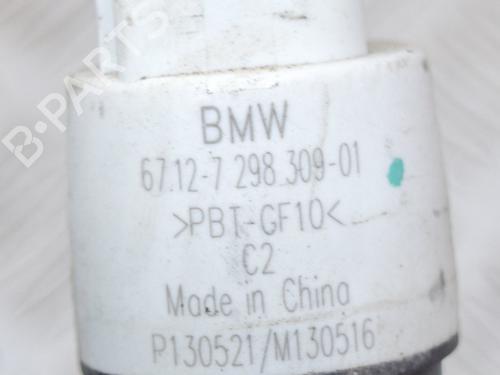 B-PARTS
BMW
67.12-7 298 309-01
>PBT-GF10<
C2
Made in China
P130521/M130516